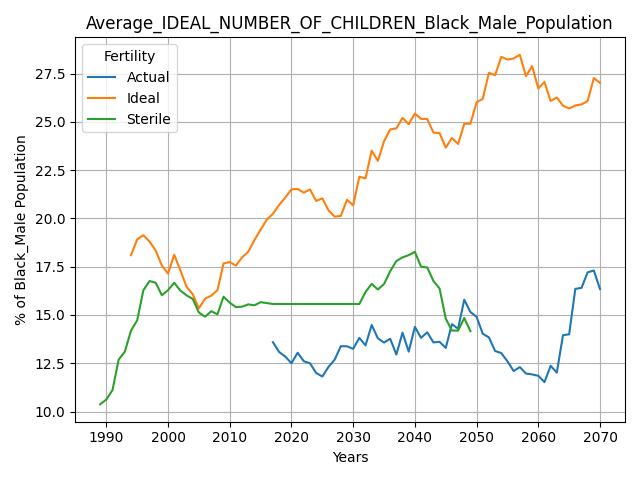 Average_IDEAL_NUMBER_OF_CHILDREN_Black_Male_Population
Fertility
Actual
Ideal
Sterile
% of Black_Male Population
27.5
25.0
22.5
20.0
17.5
15.0
12.5
10.0
1990 2000 2010 2020 2030 2040 2050 2060 2070
Years